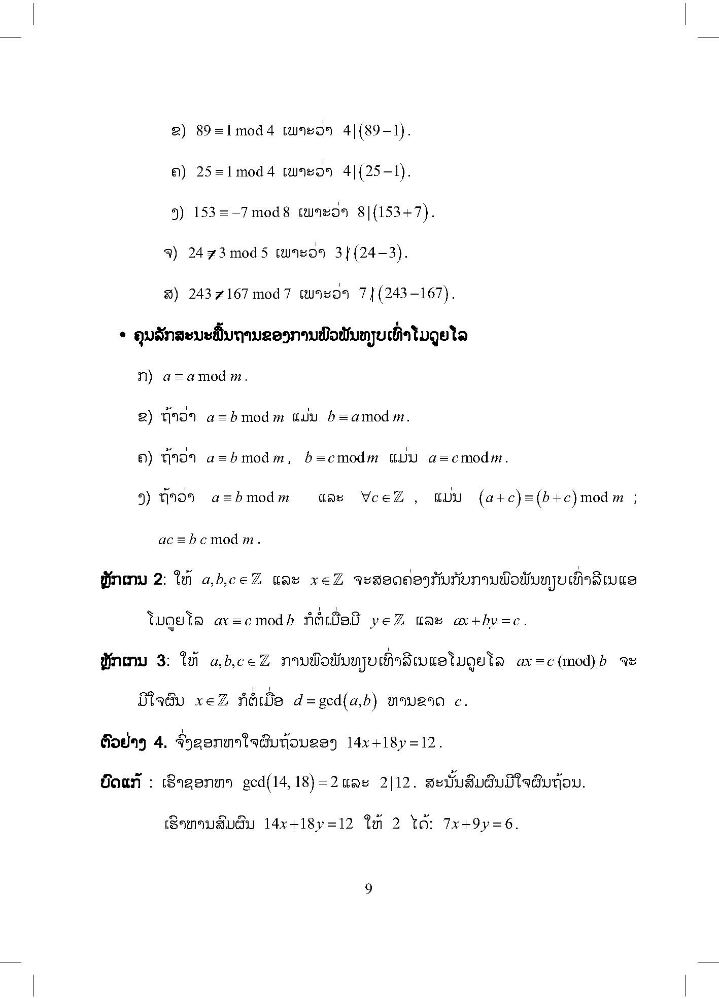 ຂ) 89 ≡ 1 mod 4 ເພາະວ່າ 4 | (89 − 1).
ຄ) 25 ≡ 1 mod 4 ເພາະວ່າ 4 | (25 − 1).
ງ) 153 ≡ −7 mod 8 ເພາະວ່າ 8 | (153 + 7).
ຈ) 24 ≢ 3 mod 5 ເພາະວ່າ 3 ∤ (24 − 3).
ສ) 243 ≢ 167 mod 7 ເພາະວ່າ 7 ∤ (243 − 167).
• ຄຸນລັກສະນະພື້ນຖານຂອງການພົວພັນທຽບເທົ່າໂມດູຍໂລ
ກ) a ≡ a mod m.
ຂ) ຖ້າວ່າ a ≡ b mod m ແມ່ນ b ≡ a mod m.
ຄ) ຖ້າວ່າ a ≡ b mod m, b ≡ c mod m ແມ່ນ a ≡ c mod m.
ງ) ຖ້າວ່າ a ≡ b mod m ແລະ ∀c ∈ ℤ , ແມ່ນ (a + c) ≡ (b + c) mod m ;
ac ≡ b c mod m.
ຫຼັກເກນ 2: ໃຫ້ a,b,c ∈ ℤ ແລະ x ∈ ℤ ຈະສອດຄ່ອງກັນກັບການພົວພັນທຽບເທົ່າລີເນແອ
ໂມດູຍໂລ ax ≡ c mod b ກໍຕໍ່ເມື່ອມີ y ∈ ℤ ແລະ ax + by = c.
ຫຼັກເກນ 3: ໃຫ້ a,b,c ∈ ℤ ການພົວພັນທຽບເທົ່າລີເນແອໂມດູຍໂລ ax ≡ c (mod) b ຈະ
ມີໃຈຜົນ x ∈ ℤ ກໍຕໍ່ເມື່ອ d = gcd(a,b) ຫານຂາດ c.
ຕົວຢ່າງ 4. ຈົ່ງຊອກຫາໃຈຜົນຖ້ວນຂອງ 14x + 18y = 12.
ບົດແກ້ : ເຮົາຊອກຫາ gcd(14, 18) = 2 ແລະ 2 | 12. ສະນັ້ນສົມຜົນມີໃຈຜົນຖ້ວນ.
ເຮົາຫານສົມຜົນ 14x + 18y = 12 ໃຫ້ 2 ໄດ້: 7x + 9y = 6.
9